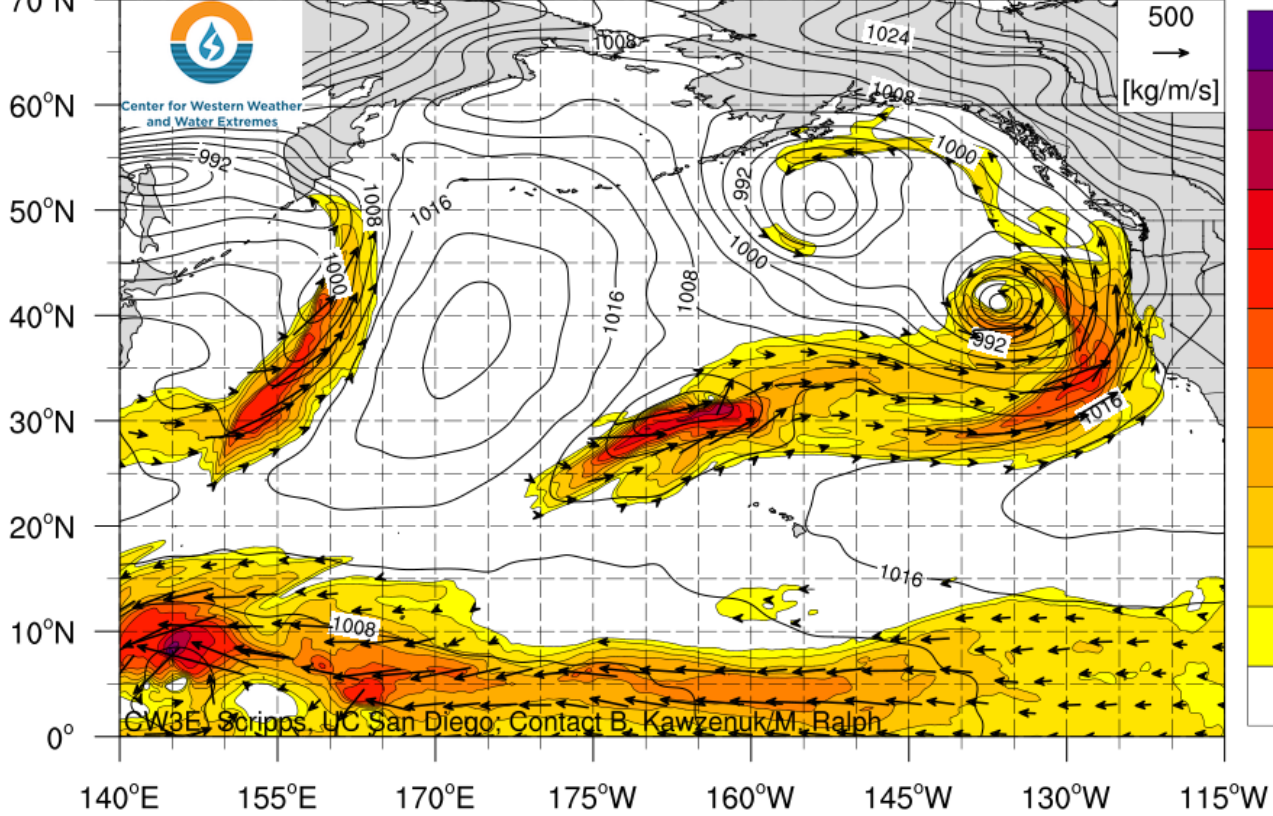 70°N
1008
1024
500
[kg/m/s]
Center for Western Weather
and Water Extremes
60°N
1008
992
1000
1008
1016
992
50°N
1000
1000
1008
1016
40°N
992
1016
30°N
20°N
1016
10°N
1008
CW3E, Scripps, UC San Diego; Contact B. Kawzenuk/M. Ralph
0°
140°E
155°E
170°E
175°W
160°W
145°W
130°W
115°W